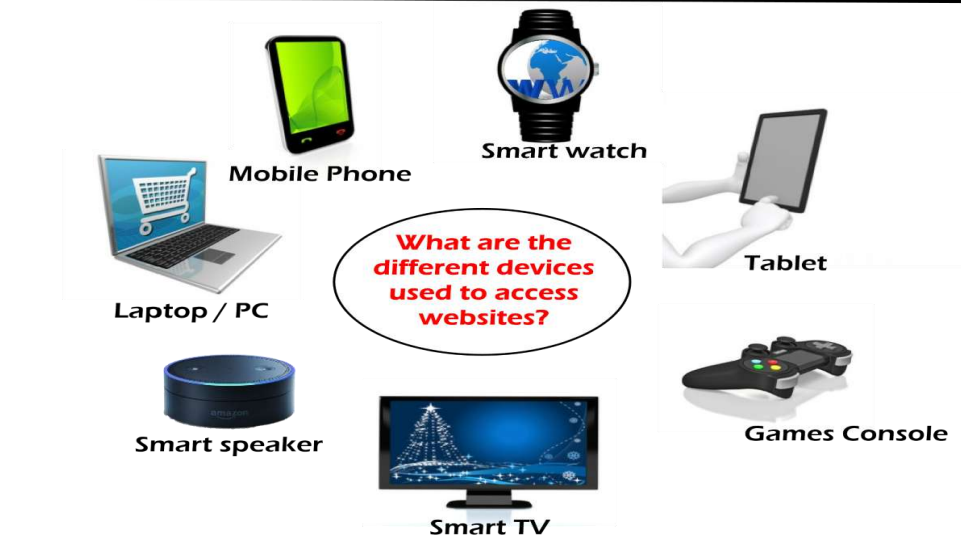 Smart watch
Mobile Phone
What are the
different devices
used to access
websites?
Tablet
Laptop / PC
amazon
Smart speaker
Games Console
Smart TV